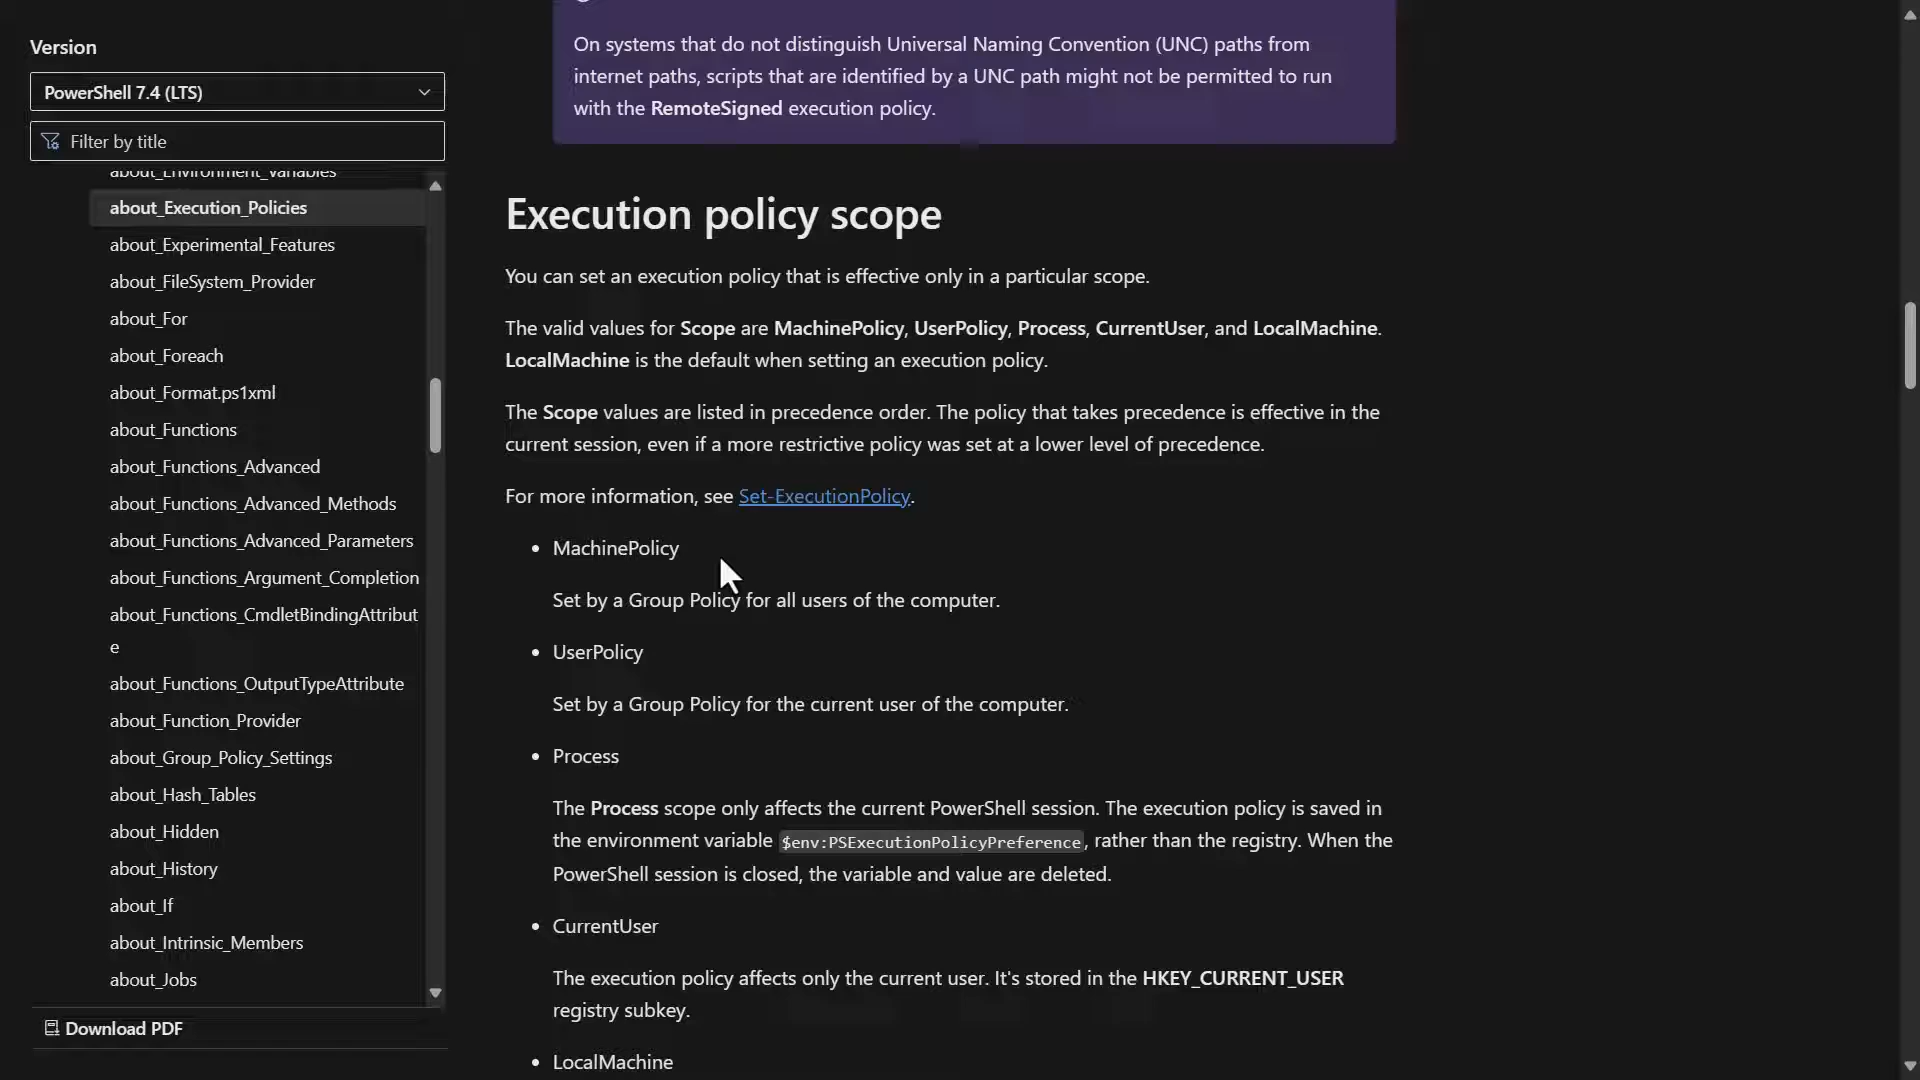 Version
PowerShell 7.4 (LTS)
Filter by title
about_Environment_Variables
about_Execution_Policies
about_Experimental_Features
about_FileSystem_Provider
about_For
about_Foreach
about_Format.ps1xml
about_Functions
about_Functions_Advanced
about_Functions_Advanced_Methods
about_Functions_Advanced_Parameters
about_Functions_Argument_Completion
about_Functions_CmdletBindingAttribut
e
about_Functions_OutputTypeAttribute
about_Function_Provider
about_Group_Policy_Settings
about_Hash_Tables
about_Hidden
about_History
about_If
about_Intrinsic_Members
about_Jobs
Download PDF
On systems that do not distinguish Universal Naming Convention (UNC) paths from
internet paths, scripts that are identified by a UNC path might not be permitted to run
with the RemoteSigned execution policy.
Execution policy scope
You can set an execution policy that is effective only in a particular scope.
The valid values for Scope are MachinePolicy, UserPolicy, Process, CurrentUser, and LocalMachine.
LocalMachine is the default when setting an execution policy.
The Scope values are listed in precedence order. The policy that takes precedence is effective in the
current session, even if a more restrictive policy was set at a lower level of precedence.
For more information, see Set-ExecutionPolicy.
• MachinePolicy
Set by a Group Policy for all users of the computer.
• UserPolicy
Set by a Group Policy for the current user of the computer.
• Process
The Process scope only affects the current PowerShell session. The execution policy is saved in
the environment variable $env:PSExecutionPolicyPreference, rather than the registry. When the
PowerShell session is closed, the variable and value are deleted.
• CurrentUser
The execution policy affects only the current user. It's stored in the HKEY_CURRENT_USER
registry subkey.
• LocalMachine